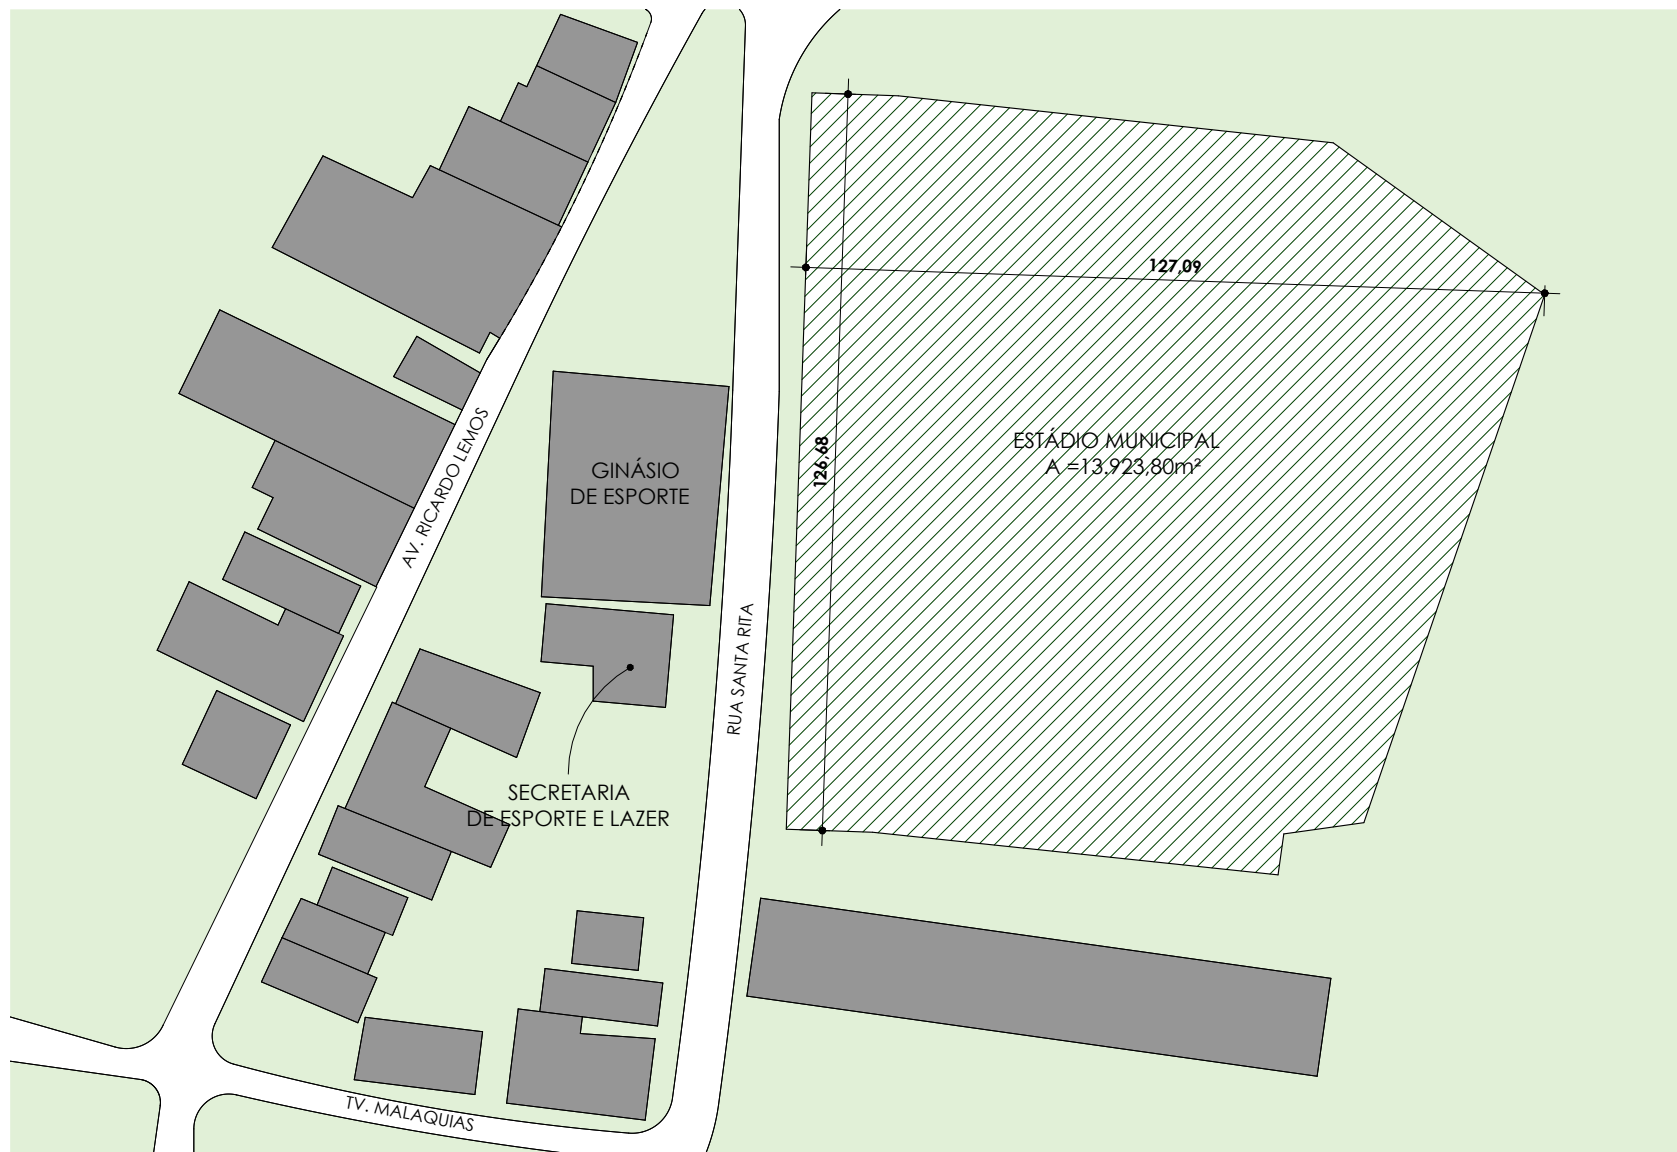 127,09
126,68
ESTÁDIO MUNICIPAL
A =13.923,80m²
AV. RICARDO LEMOS
GINÁSIO
DE ESPORTE
RUA SANTA RITA
SECRETARIA
DE ESPORTE E LAZER
TV. MALAQUIAS